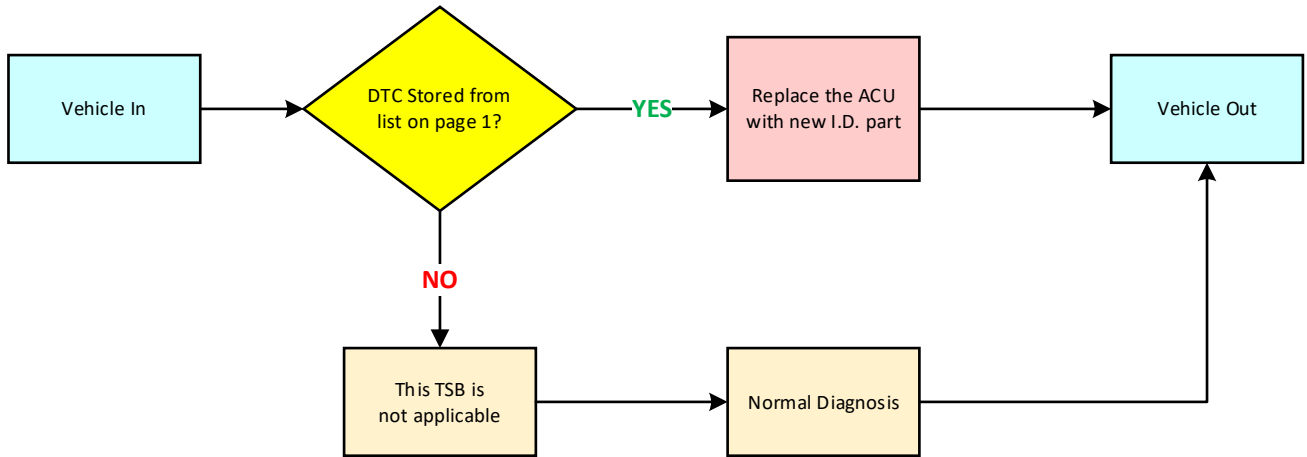 Vehicle In
DTC Stored from
list on page 1?
YES
Replace the ACU
with new I.D. part
Vehicle Out
NO
This TSB is
not applicable
Normal Diagnosis